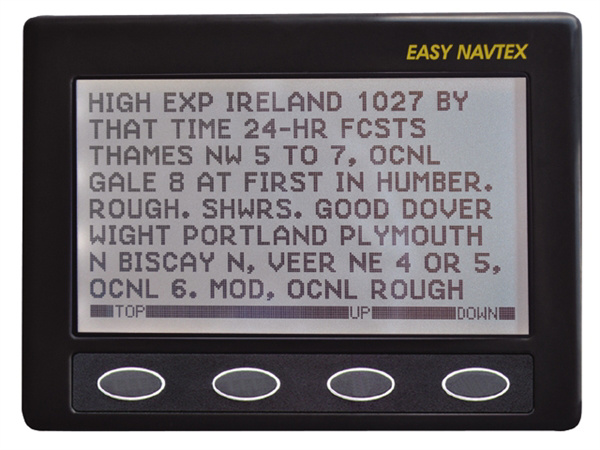 EASY NAVTEX
HIGH EXP IRELAND 1027 BY
THAT TIME 24-HR FCSTS
THAMES NW 5 TO 7, OCNL
GALE 8 AT FIRST IN HUMBER.
ROUGH. SHWRS. GOOD DOVER
WIGHT PORTLAND PLYMOUTH
N BISCAY N, VEER NE 4 OR 5,
OCNL 6. MOD, OCNL ROUGH
TOP UP DOWN